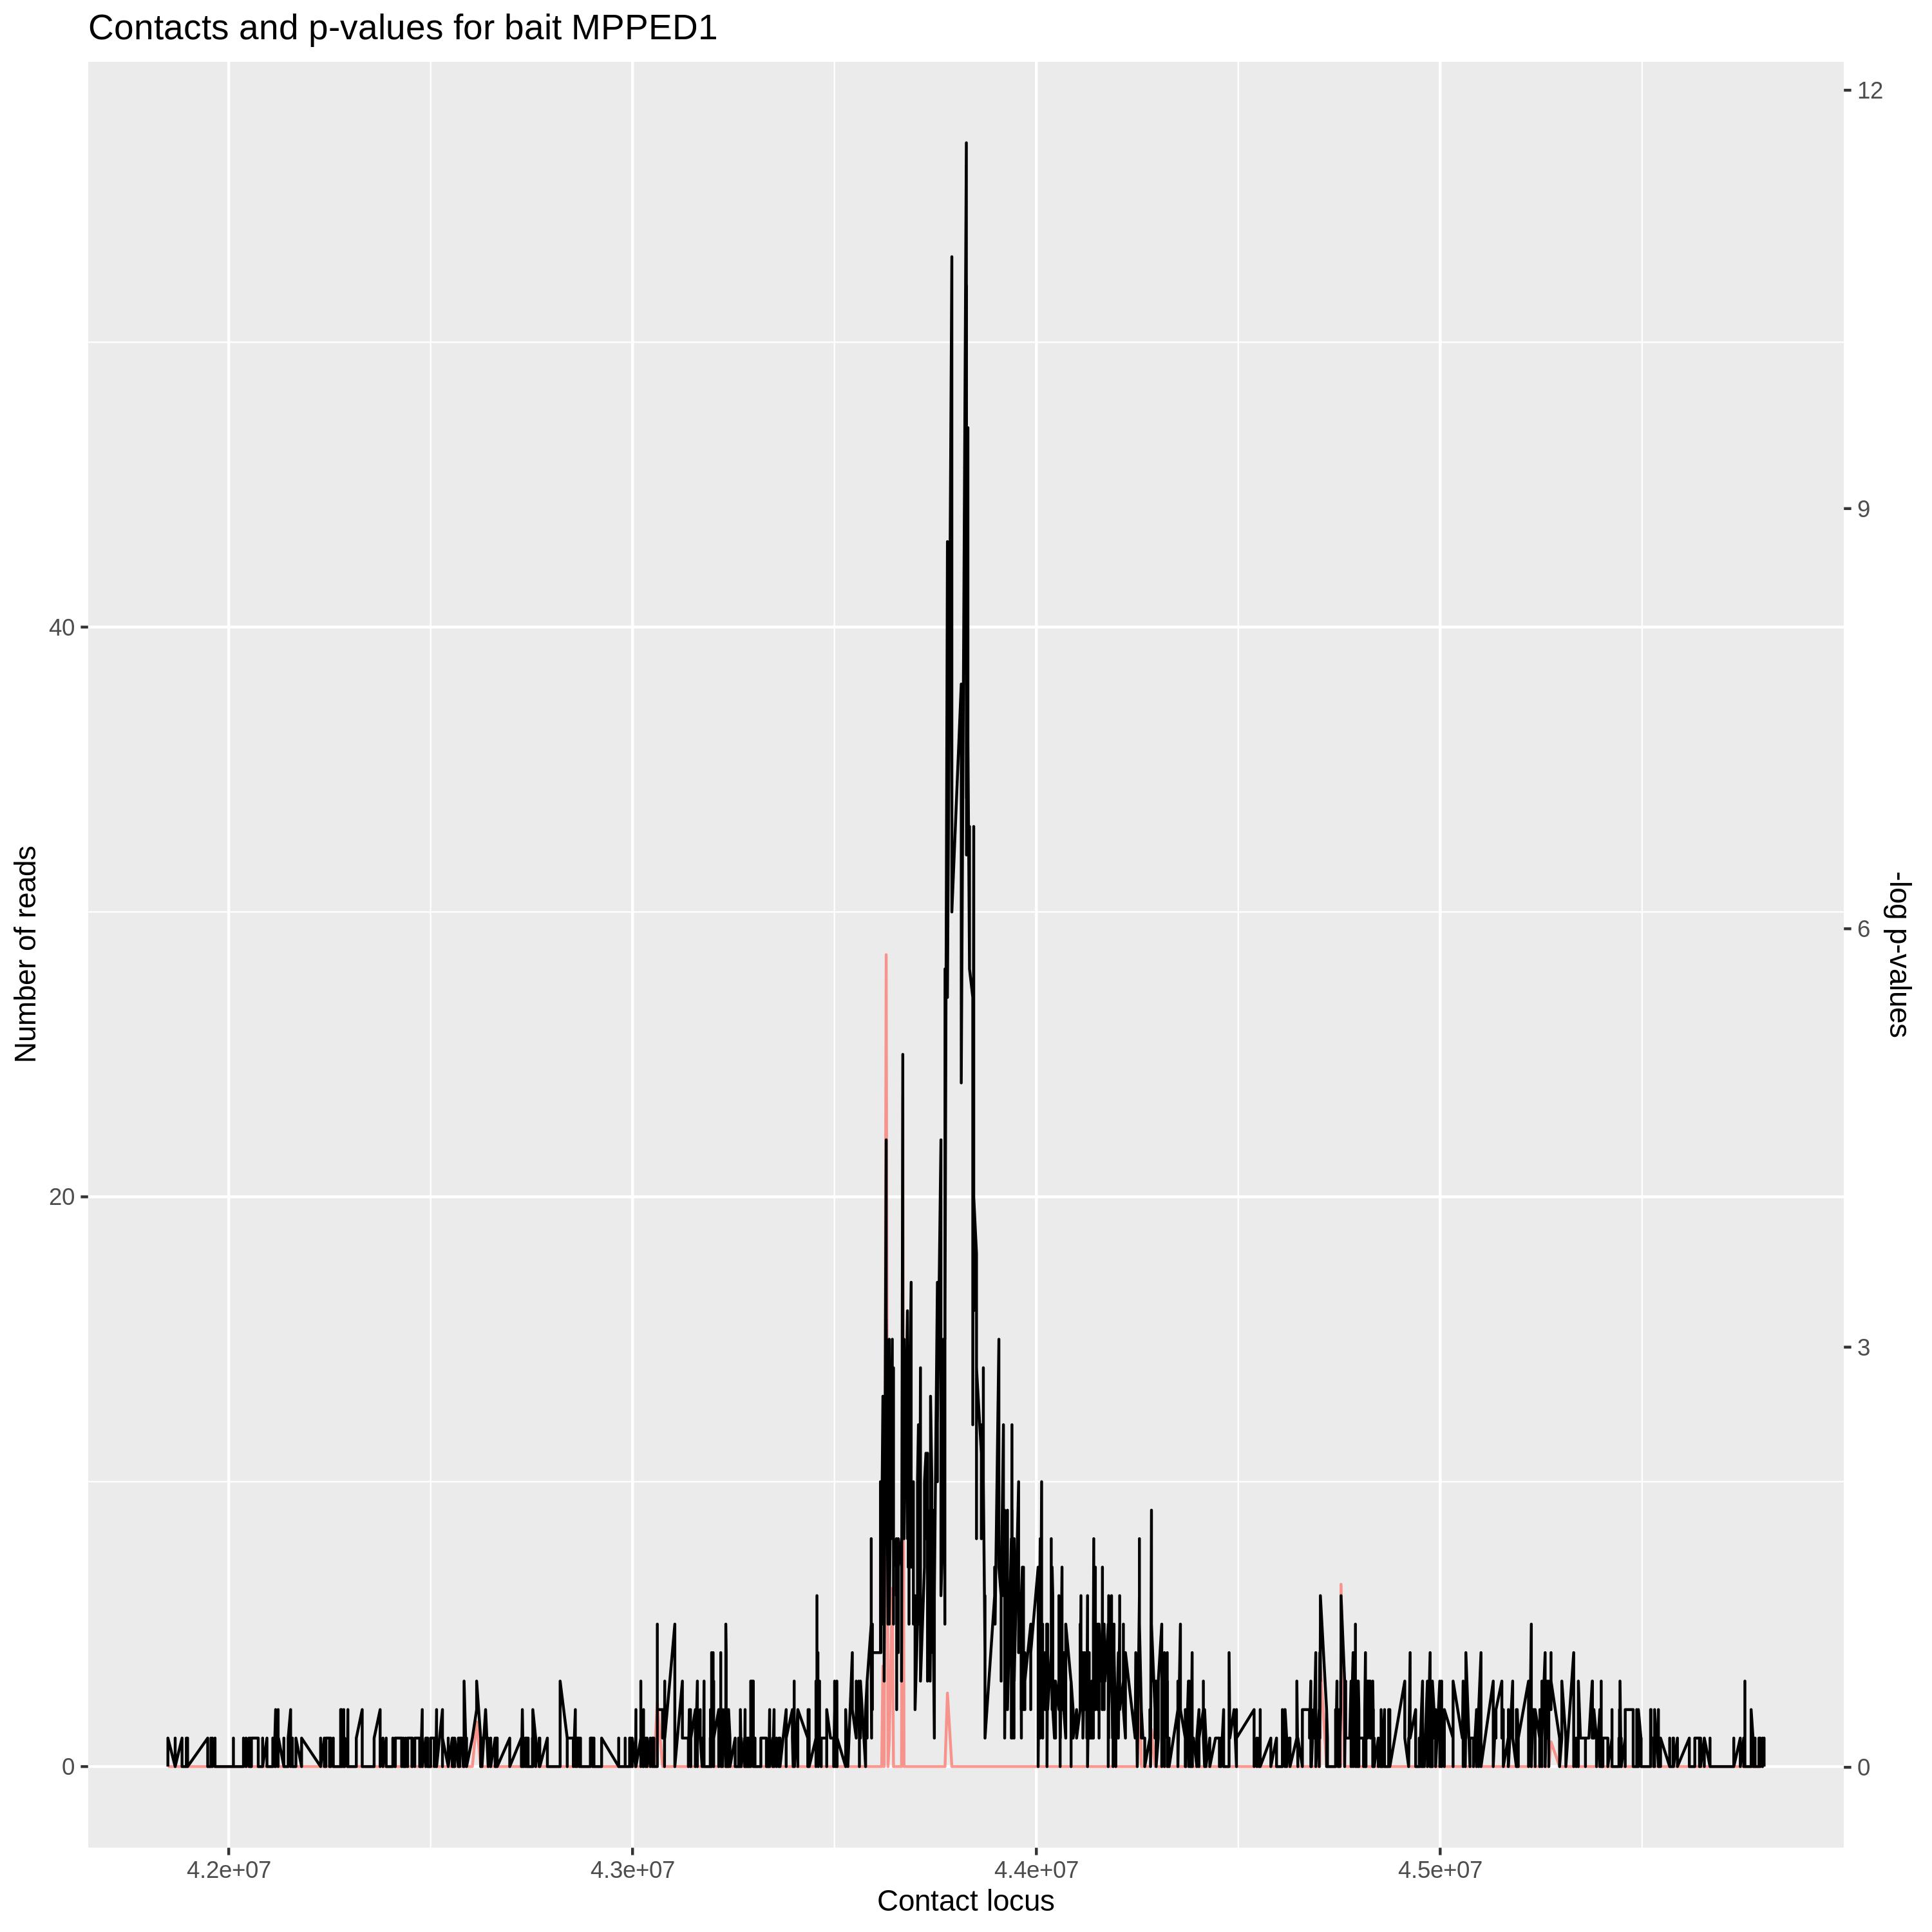 Contacts and p-values for bait MPPED1
12
9
40
Number of reads
-log p-values
6
20
3
0
0
4.2e+07
4.3e+07
4.4e+07
4.5e+07
Contact locus